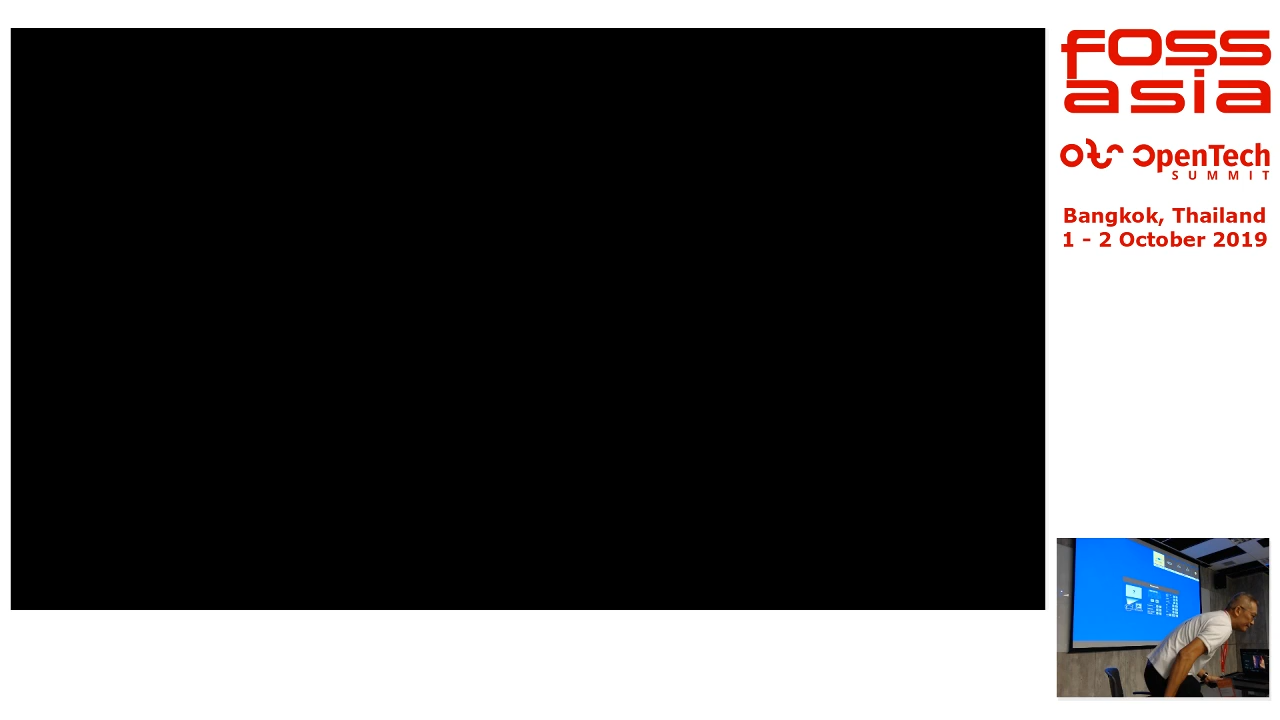 fOSS
asia
OpenTech
SUMMIT
Bangkok, Thailand
1 - 2 October 2019